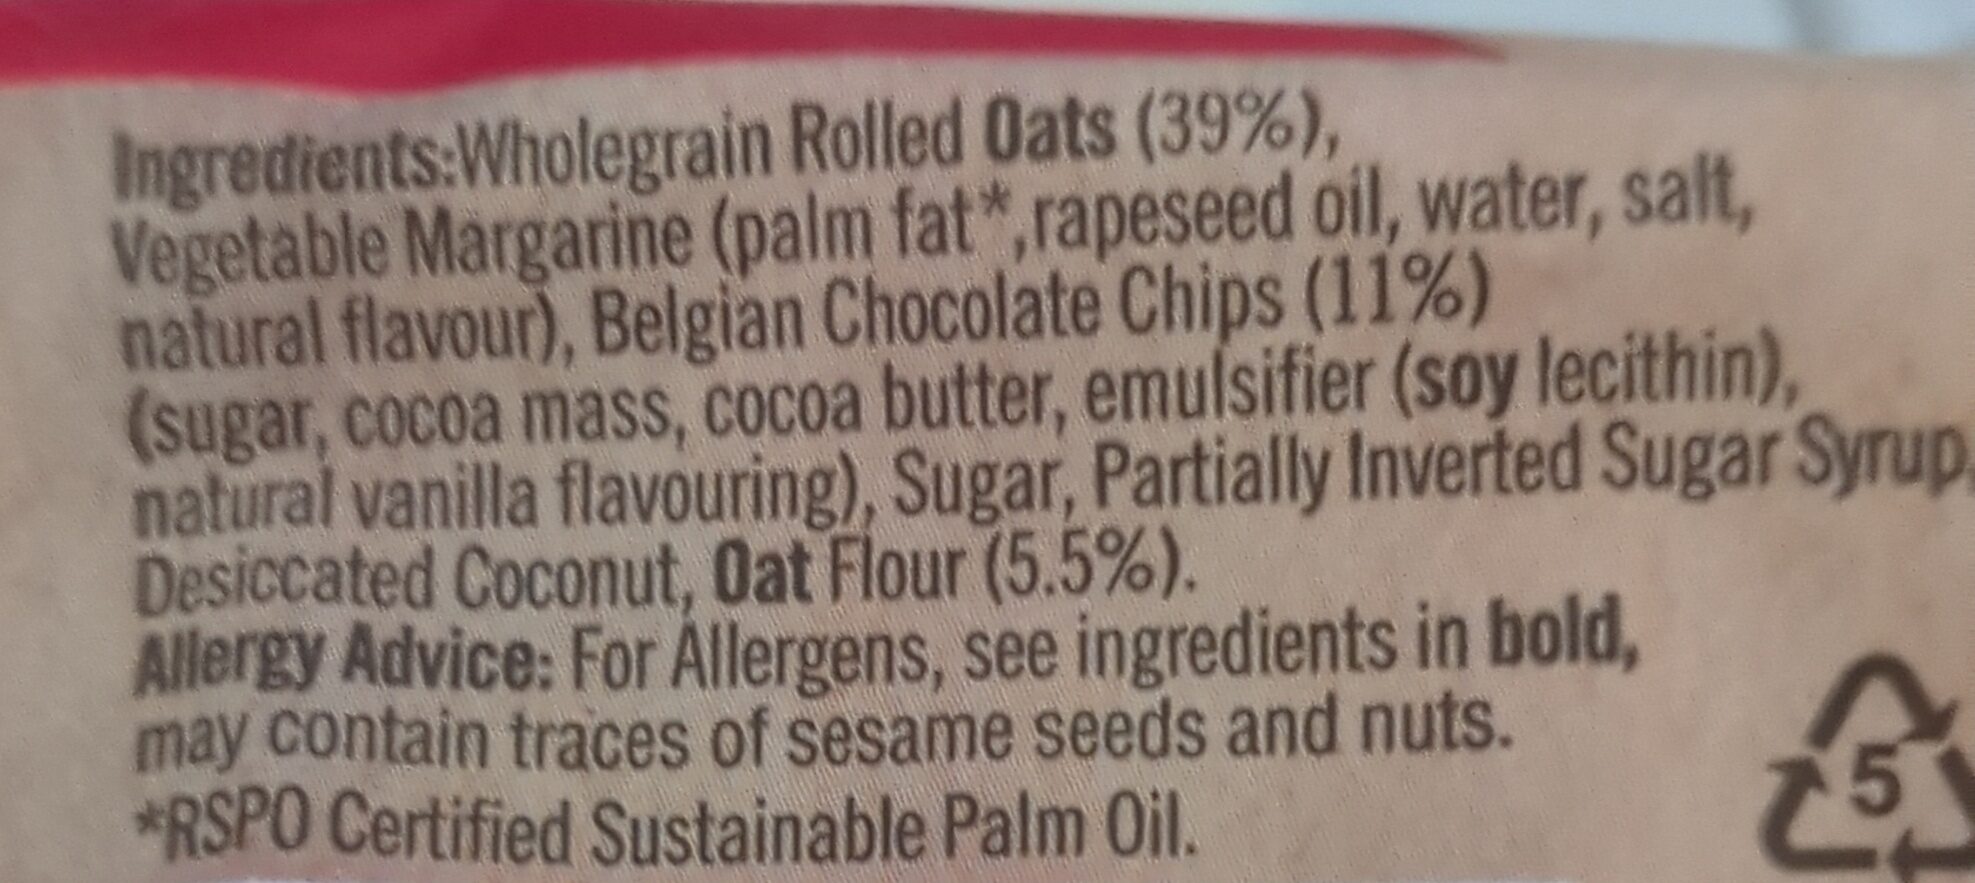 Ingredients:Wholegrain Rolled Oats (39%),
Vegetable Margarine (palm fat*,rapeseed oil, water, salt,
natural flavour), Belgian Chocolate Chips (11%)
(sugar, cocoa mass, cocoa butter, emulsifier (soy lecithin),
natural vanilla flavouring), Sugar, Partially Inverted Sugar Syrup,
Desiccated Coconut, Oat Flour (5.5%).
Allergy Advice: For Allergens, see ingredients in bold,
may contain traces of sesame seeds and nuts.
*RSPO Certified Sustainable Palm Oil.
5